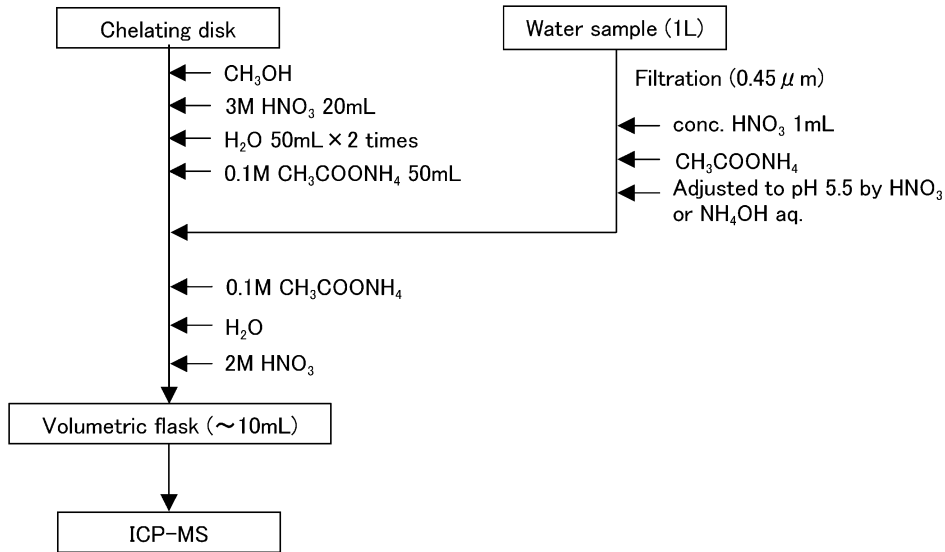 Chelating disk
CH₃OH
3M HNO₃ 20mL
H₂O 50mL×2 times
0.1M CH₃COONH₄ 50mL
Water sample (1L)
Filtration (0.45μm)
conc. HNO₃ 1mL
CH₃COONH₄
Adjusted to pH 5.5 by HNO₃
or NH₄OH aq.
0.1M CH₃COONH₄
H₂O
2M HNO₃
Volumetric flask (~10mL)
ICP-MS